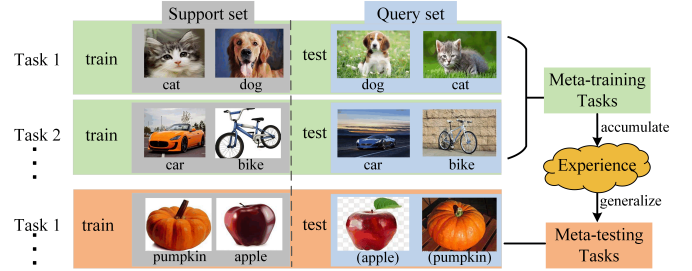 Support set
Query set
Task 1
train
cat
dog
test
dog
cat
Task 2
train
car
bike
test
car
bike
Task 1
train
pumpkin
apple
test
(apple)
(pumpkin)
Meta-training
Tasks
accumulate
Experience
generalize
Meta-testing
Tasks